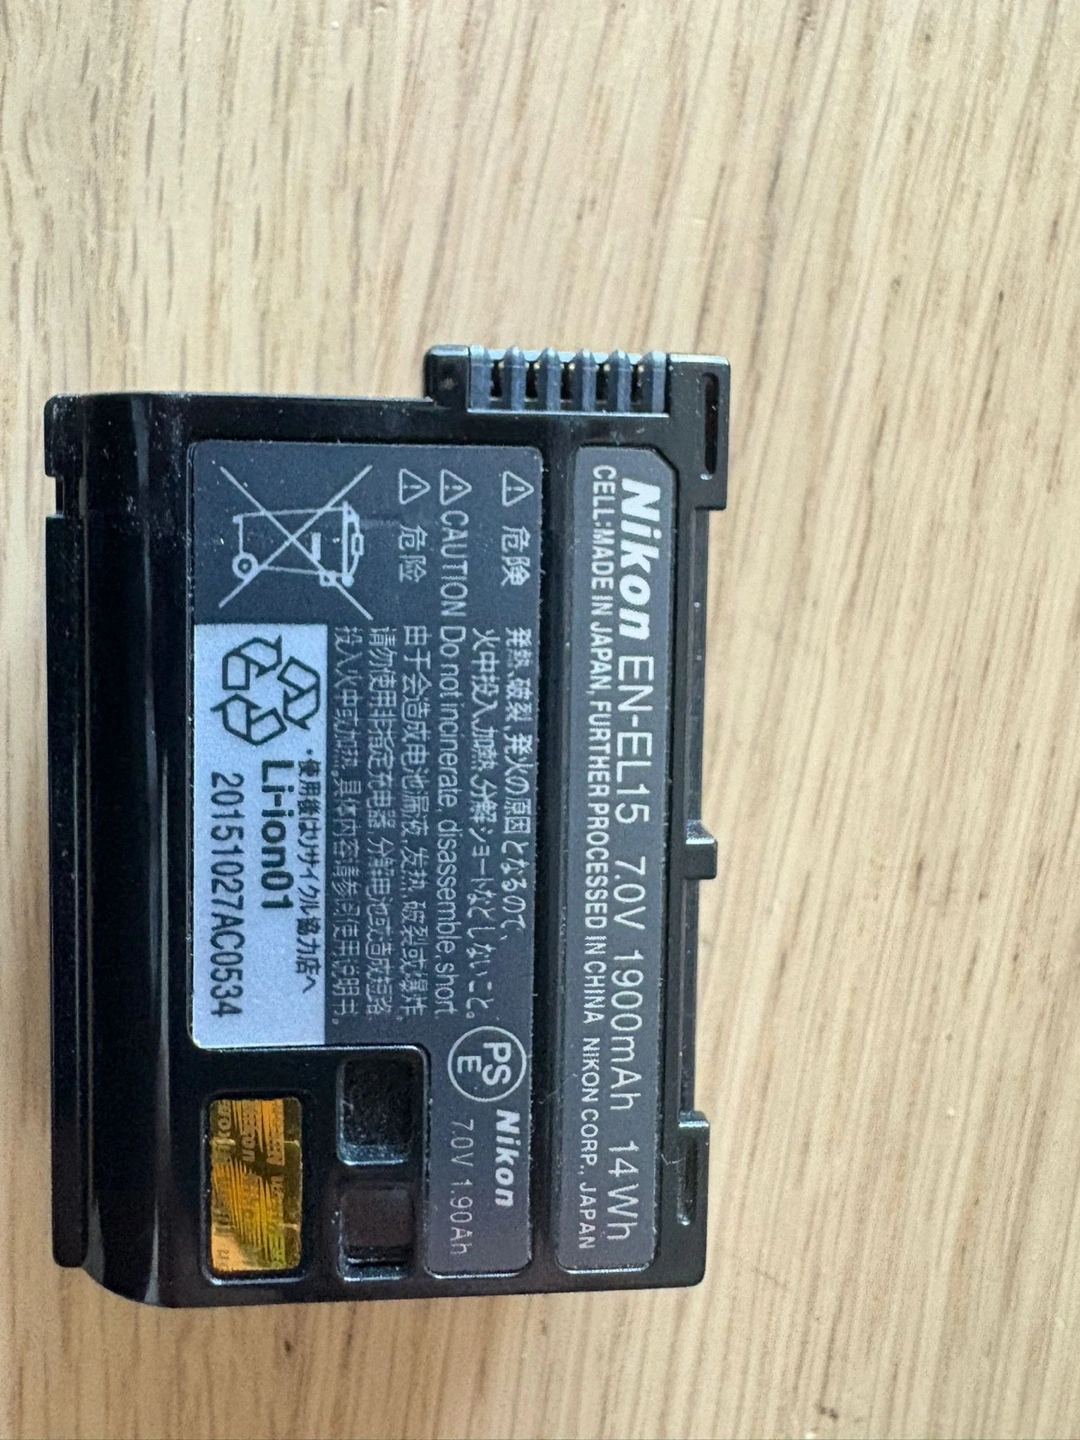 Nikon EN-EL15 7.0V 1900mAh 14Wh
CELL:MADE IN JAPAN, FURTHER PROCESSED IN CHINA NIKON CORP., JAPAN
⚠ 危険 発熱、破裂、発火の原因となるので、
火中投入、加熱、分解ショートなどしないこと。
⚠CAUTION Do not incinerate, disassemble, short
⚠ 危险 由于会造成电池漏液、发热、破裂或爆炸,
请勿使用非指定充电器,分解电池或造成短路,
投入火中或加热。具体内容请参阅使用说明书。
PS
E
Nikon
7.0V 1.90Ah
・使用後はリサイクル協力店へ
Li-ion01
20151027AC0534